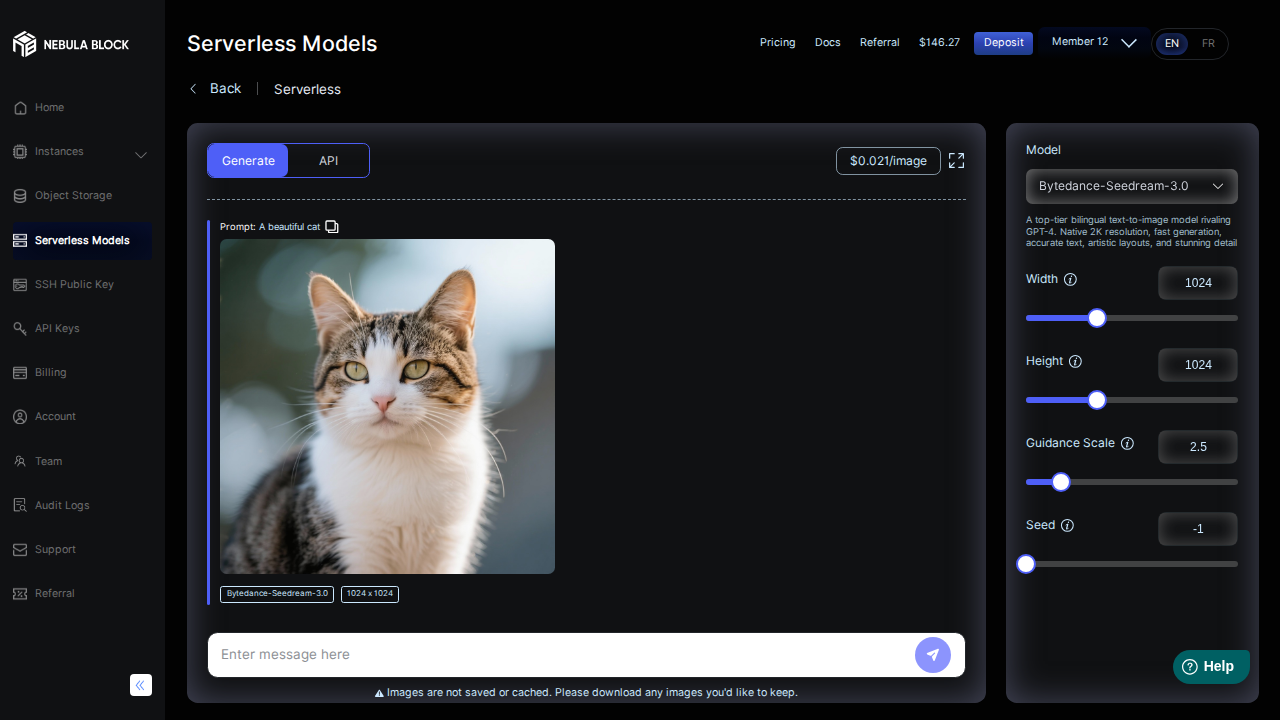 NEBULA BLOCK
Home
Instances
Object Storage
Serverless Models
SSH Public Key
API Keys
Billing
Account
Team
Audit Logs
Support
Referral
Serverless Models
Pricing
Docs
Referral
$146.27
Deposit
Member 12
EN
FR
Back
Serverless
Generate
API
$0.021/image
Prompt: A beautiful cat
Bytedance-Seedream-3.0
1024 x 1024
Enter message here
Images are not saved or cached. Please download any images you'd like to keep.
Model
Bytedance-Seedream-3.0
A top-tier bilingual text-to-image model rivaling
GPT-4. Native 2K resolution, fast generation,
accurate text, artistic layouts, and stunning detail
Width
1024
Height
1024
Guidance Scale
2.5
Seed
-1
Help